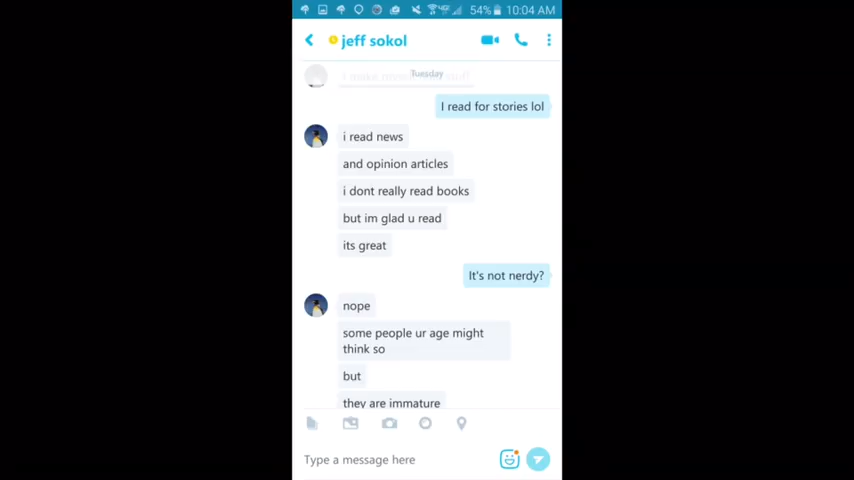 54% 10:04 AM
jeff sokol
Tuesday
I read for stories lol
i read news
and opinion articles
i dont really read books
but im glad u read
its great
It's not nerdy?
nope
some people ur age might
think so
but
they are immature
Type a message here